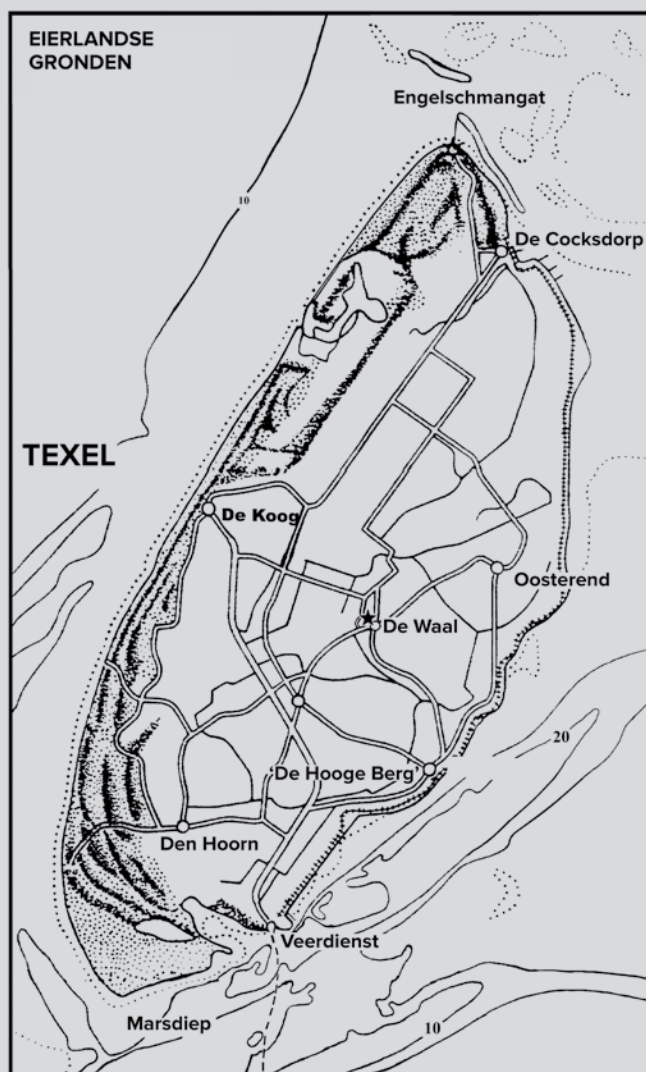 EIERLANDSE
GRONDEN
Engelschmangat
De Cocksdorp
10
TEXEL
De Koog
Oosterend
De Waal
20
'De Hooge Berg'
Den Hoorn
Veerdienst
Marsdiep
10